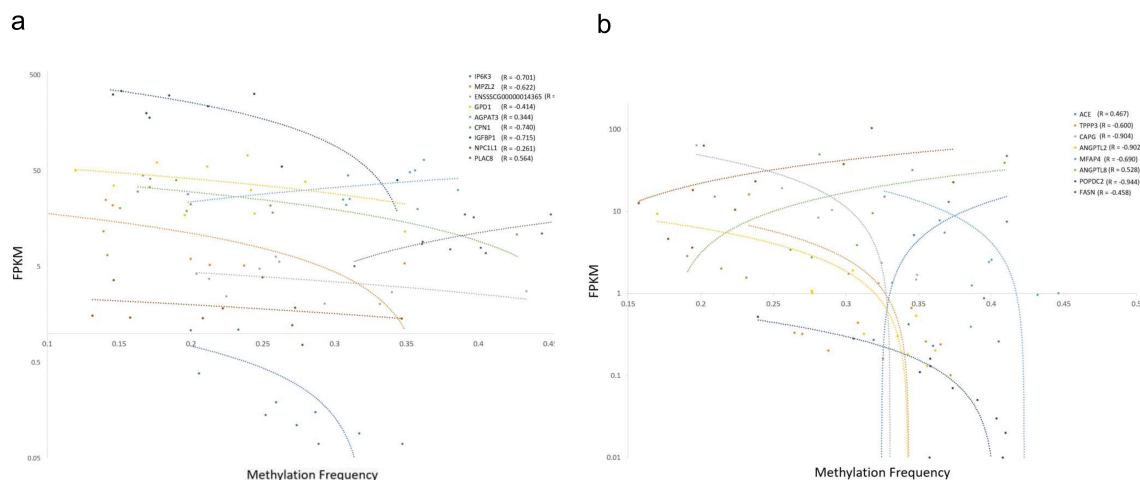 a
b
500
50
5
0.5
0.05
FPKM
0.1
0.15
0.2
0.25
0.3
0.35
0.4
0.45
Methylation Frequency
IP6K3 (R = -0.701)
MPZL2 (R = -0.622)
ENSSSCG00000014365 (R =
GPD1 (R = -0.414)
AGPAT3 (R = 0.344)
CPN1 (R = -0.740)
IGFBP1 (R = -0.715)
NPC1L1 (R = -0.261)
PLAC8 (R = 0.564)
100
10
1
0.1
0.01
FPKM
0.15
0.2
0.25
0.3
0.35
0.4
0.45
Methylation Frequency
ACE (R = 0.467)
TPPP3 (R = -0.600)
CAPG (R = -0.904)
ANGPTL2 (R = -0.902
MFAP4 (R = -0.690)
ANGPTL8 (R = 0.528)
POPDC2 (R = -0.944)
FASN (R = -0.458)